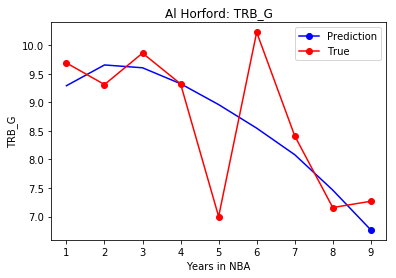 Al Horford: TRB_G
Prediction
True
10.0
9.5
9.0
8.5
8.0
7.5
7.0
TRB_G
1 2 3 4 5 6 7 8 9
Years in NBA